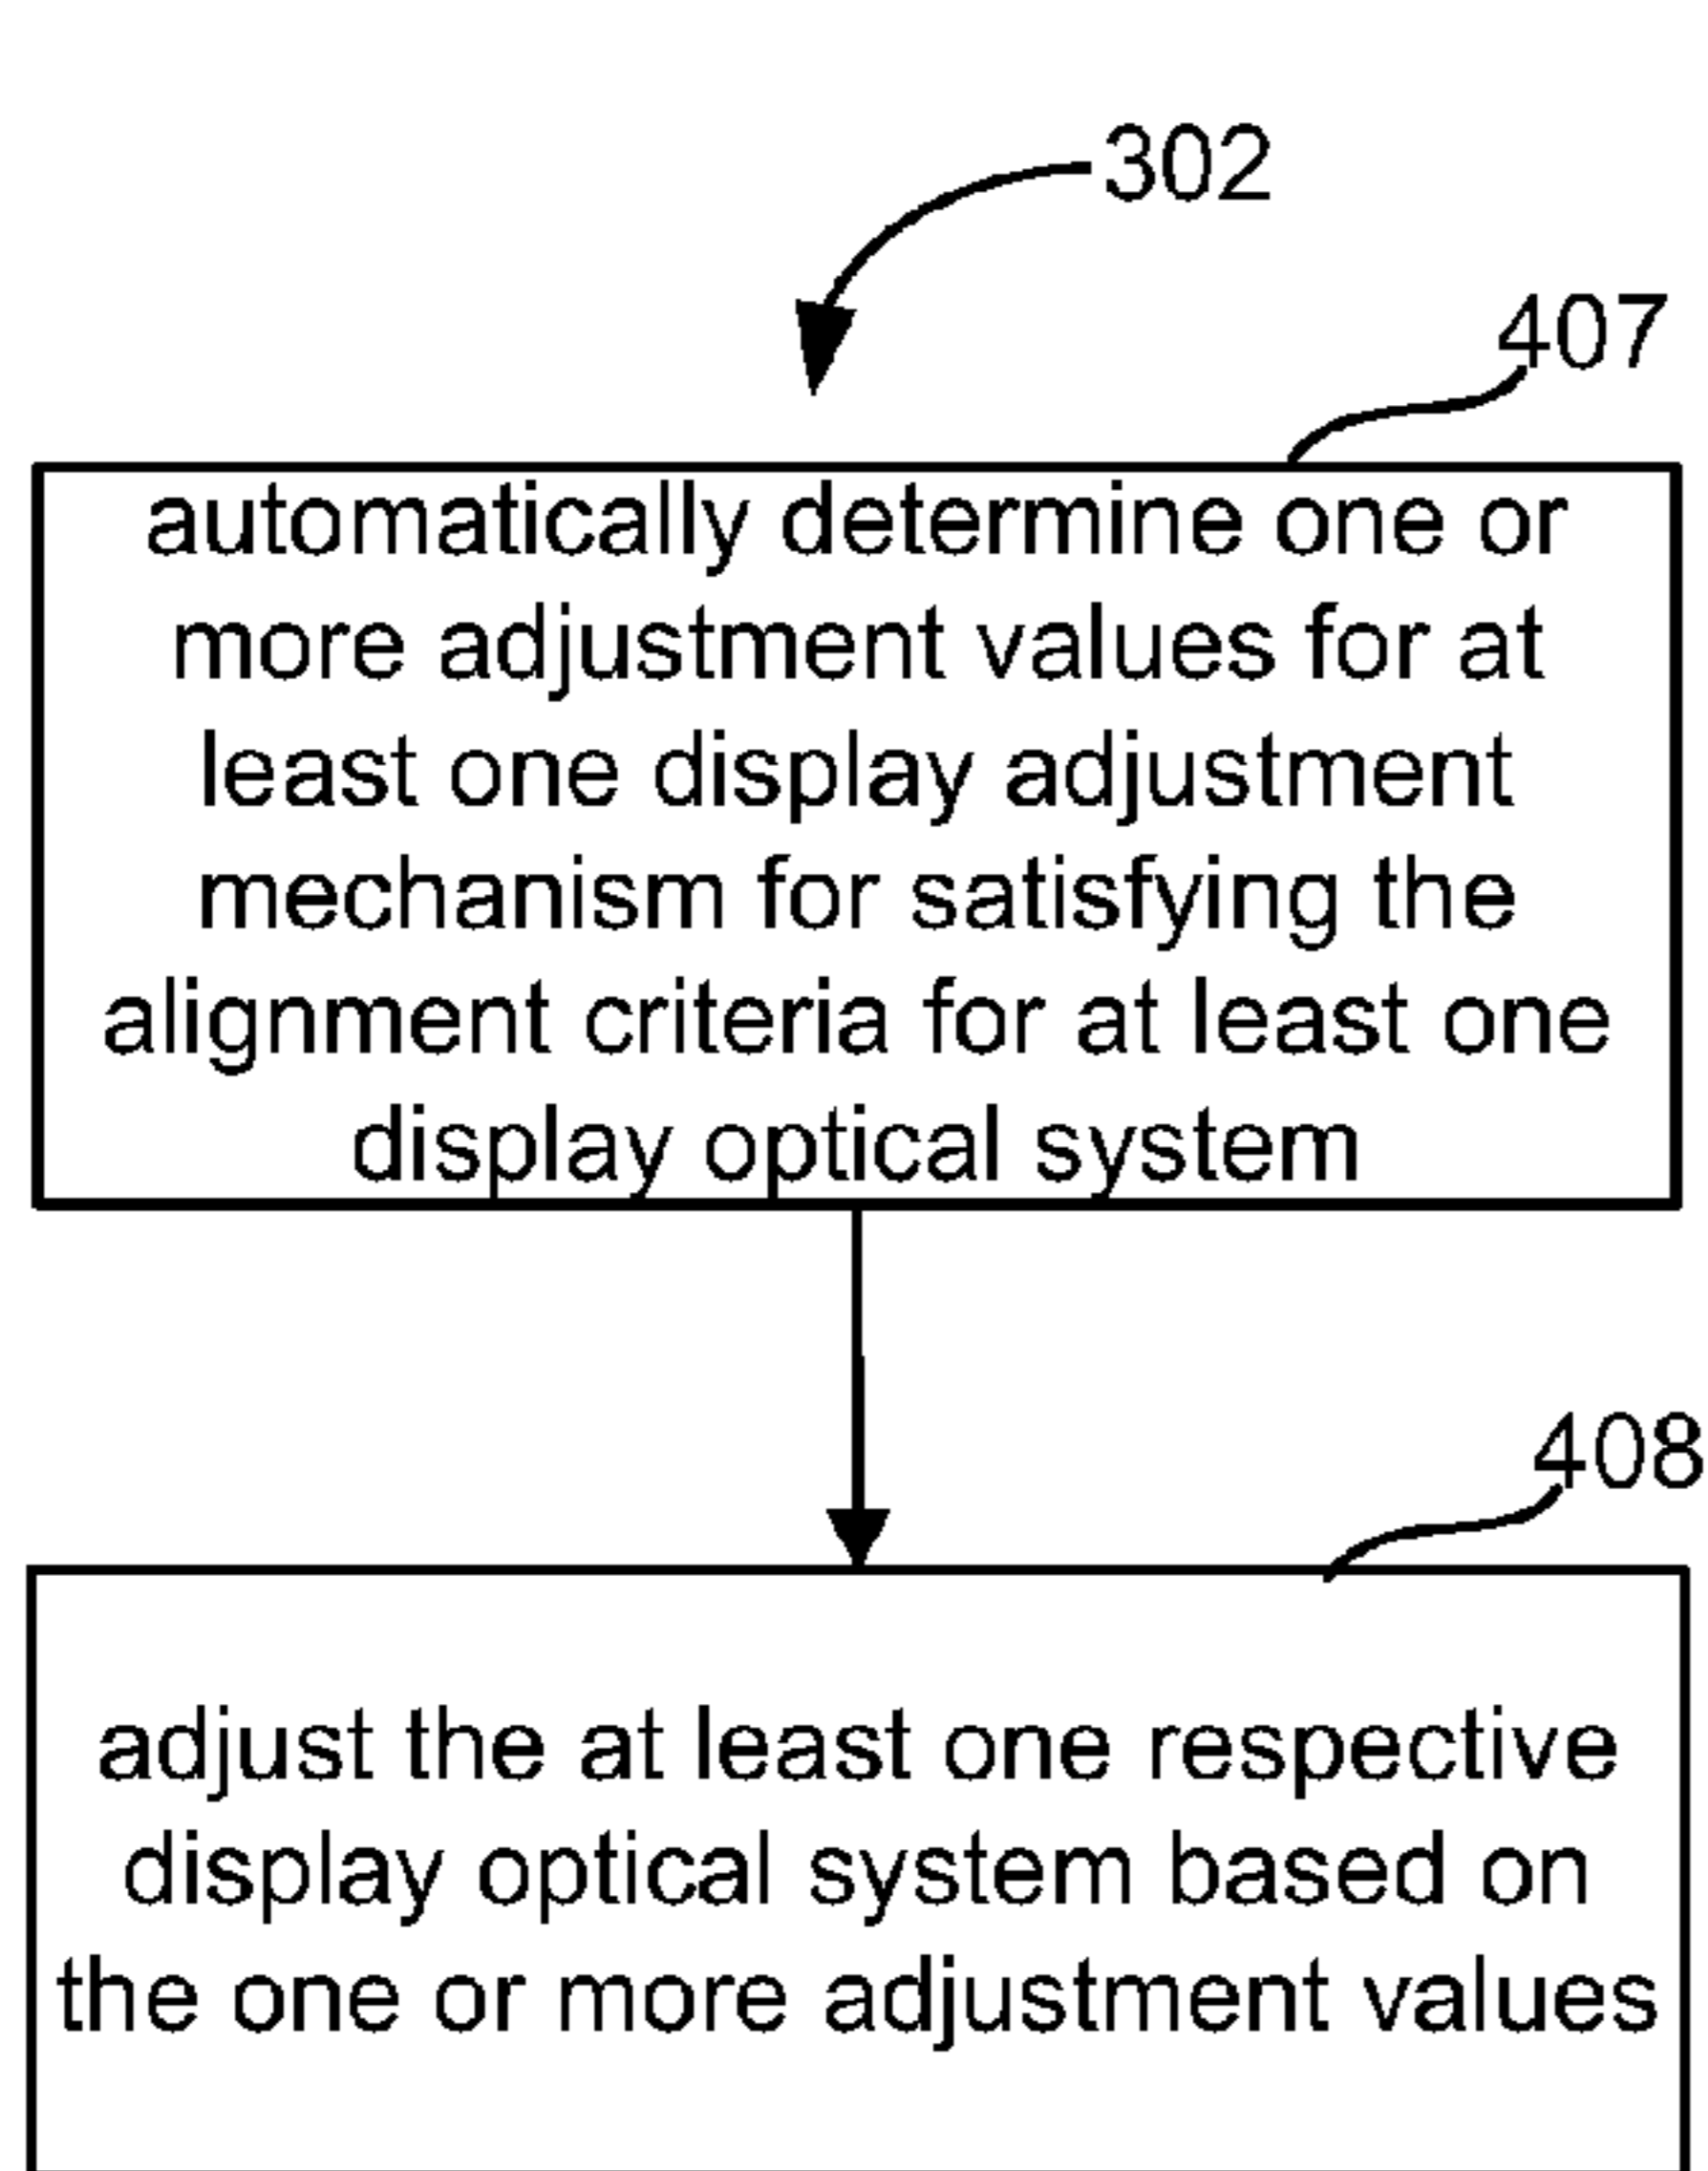 302
407
automatically determine one or
more adjustment values for at
least one display adjustment
mechanism for satisfying the
alignment criteria for at least one
display optical system
408
adjust the at least one respective
display optical system based on
the one or more adjustment values